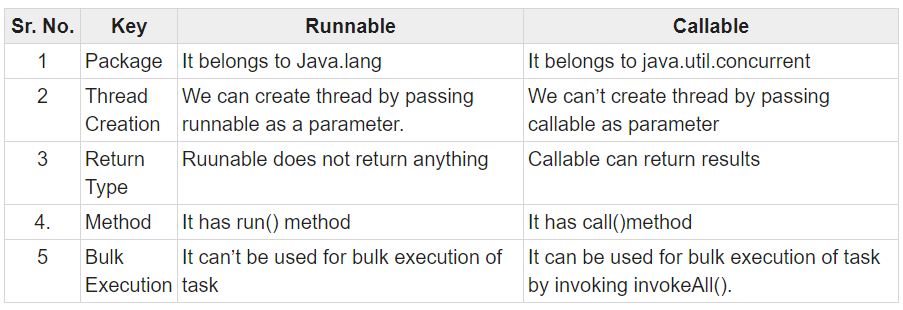 Sr. No. Key Runnable Callable
1 Package It belongs to Java.lang It belongs to java.util.concurrent
2 Thread We can create thread by passing We can’t create thread by passing
Creation runnable as a parameter. callable as parameter
3 Return Ruunable does not return anything Callable can return results
Type
4. Method It has run() method It has call()method
5 Bulk It can’t be used for bulk execution of It can be used for bulk execution of task
Execution task by invoking invokeAll().